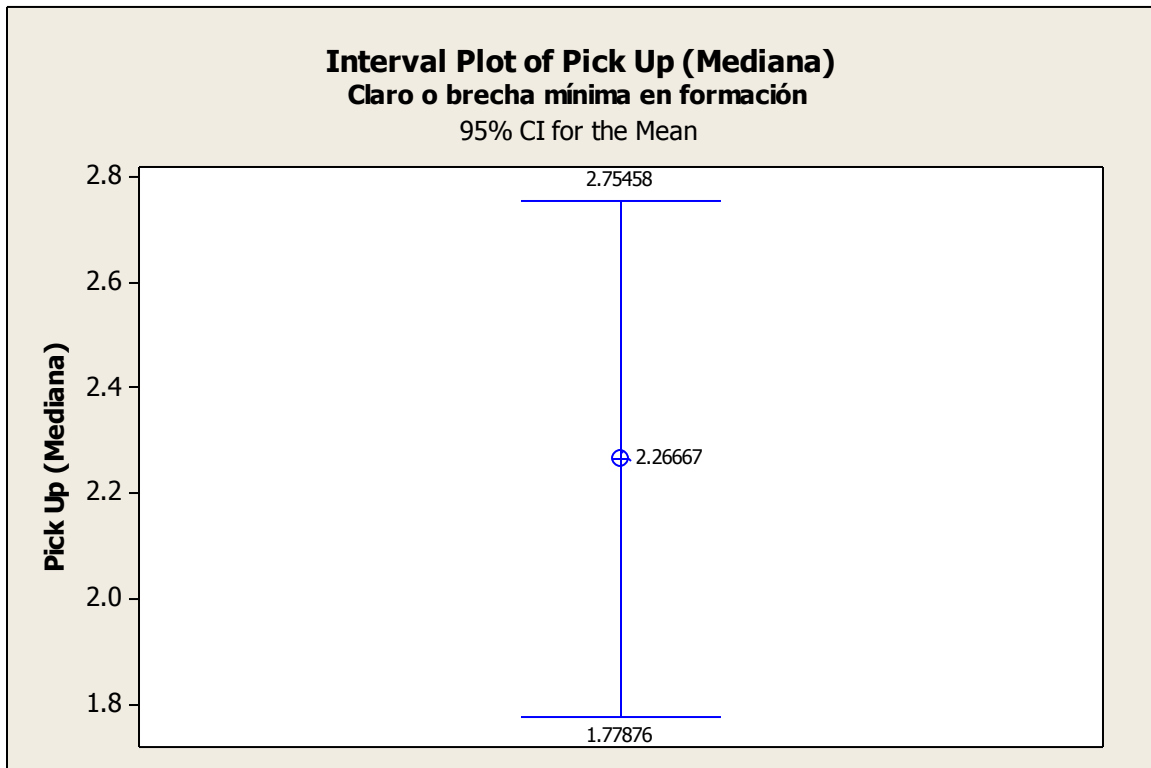 Interval Plot of Pick Up (Mediana)
Claro o brecha mínima en formación
95% CI for the Mean
2.8
2.6
2.4
2.2
2.0
1.8
Pick Up (Mediana)
2.75458
2.26667
1.77876